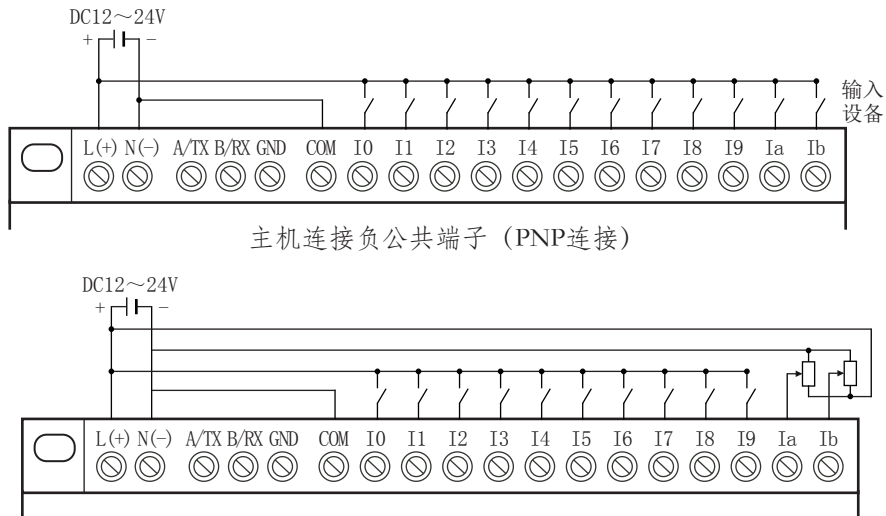 DC12～24V
+ −
输入
设备
L(+) N(−) A/TX B/RX GND COM I0 I1 I2 I3 I4 I5 I6 I7 I8 I9 Ia Ib
主机连接负公共端子（PNP连接）
DC12～24V
+ −
L(+) N(−) A/TX B/RX GND COM I0 I1 I2 I3 I4 I5 I6 I7 I8 I9 Ia Ib